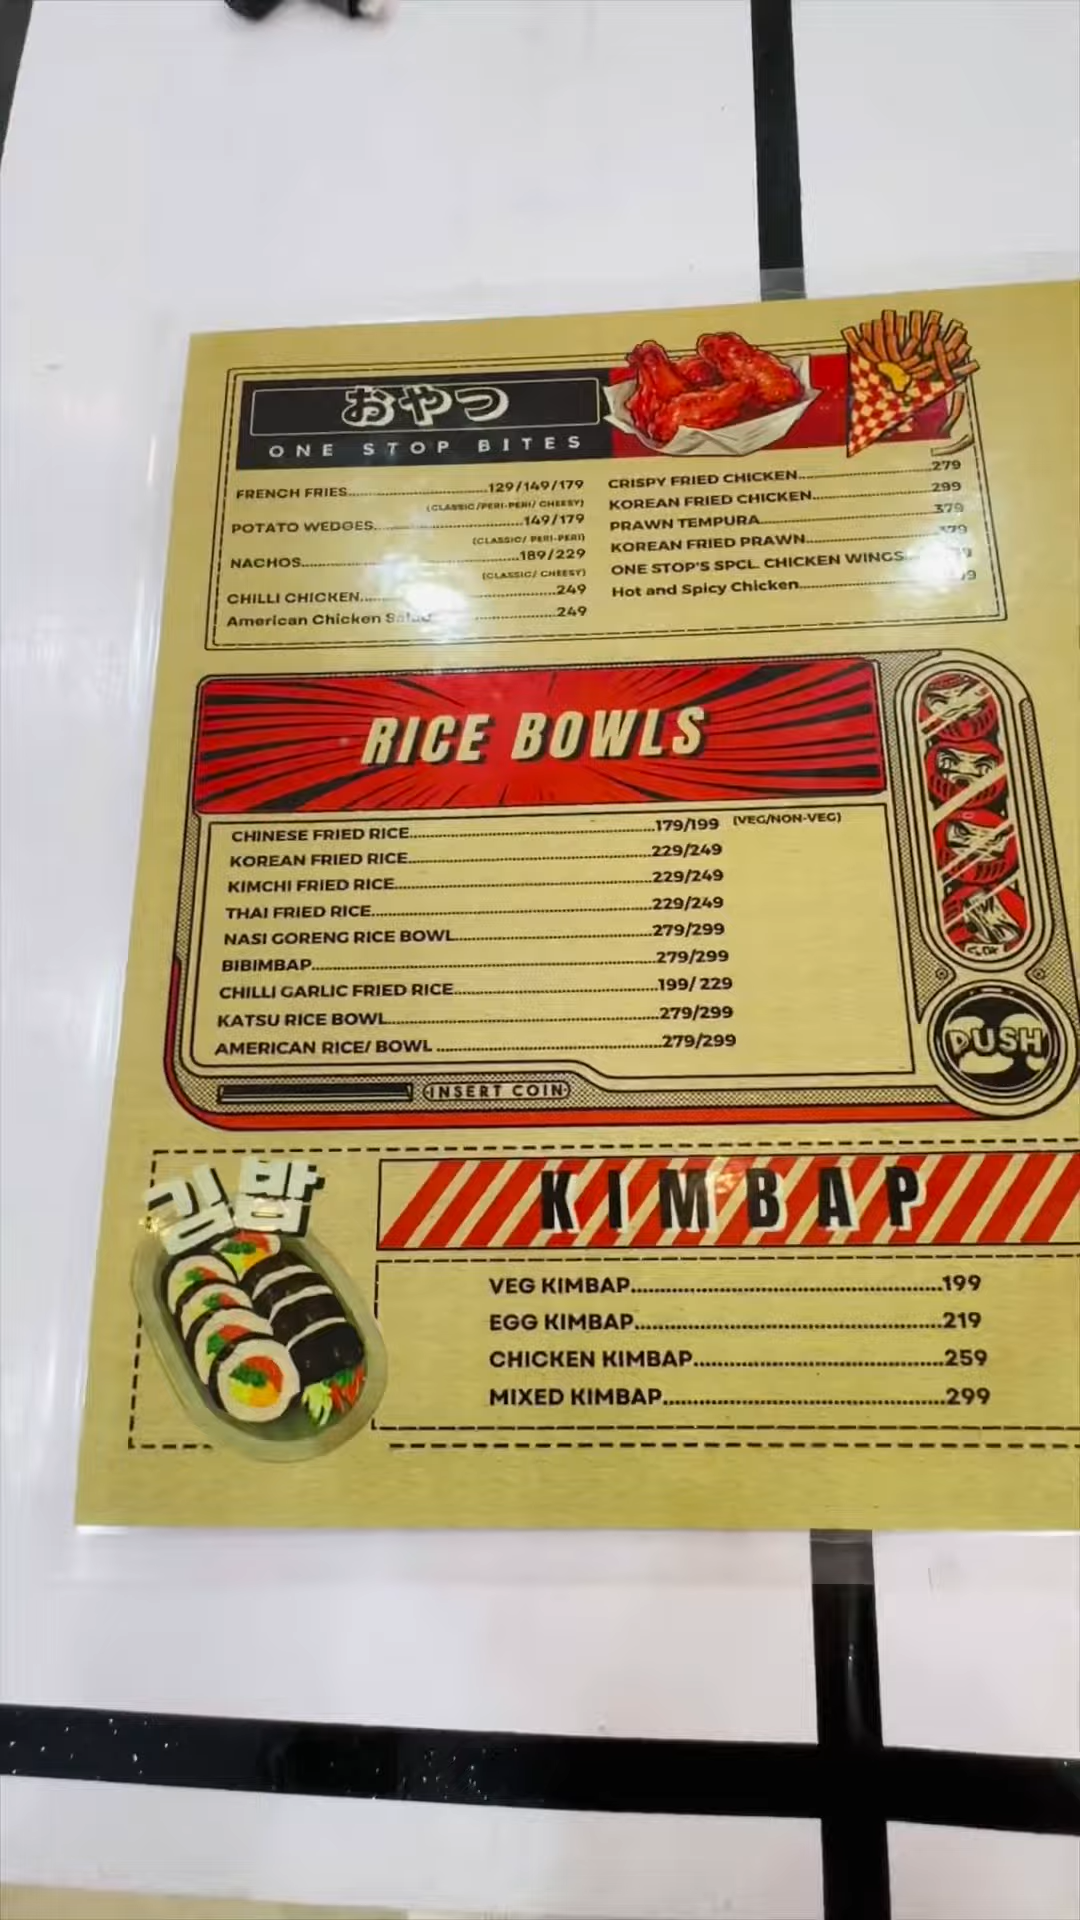 おやつ
ONE STOP BITES
FRENCH FRIES........................129/149/179
(CLASSIC/PERI-PERI/ CHEESY)
POTATO WEDGES........................149/179
(CLASSIC/ PERI-PERI)
NACHOS........................189/229
(CLASSIC/ CHEESY)
CHILLI CHICKEN........................249
American Chicken Salad........................249
CRISPY FRIED CHICKEN........................279
KOREAN FRIED CHICKEN........................299
PRAWN TEMPURA........................379
KOREAN FRIED PRAWN........................379
ONE STOP'S SPCL. CHICKEN WINGS
Hot and Spicy Chicken
RICE BOWLS
CHINESE FRIED RICE........................179/199 (VEG/NON-VEG)
KOREAN FRIED RICE........................229/249
KIMCHI FRIED RICE........................229/249
THAI FRIED RICE........................229/249
NASI GORENG RICE BOWL........................279/299
BIBIMBAP........................279/299
CHILLI GARLIC FRIED RICE........................199/ 229
KATSU RICE BOWL........................279/299
AMERICAN RICE/ BOWL ........................279/299
INSERT COIN
PUSH
김밥
KIMBAP
VEG KIMBAP........................199
EGG KIMBAP........................219
CHICKEN KIMBAP........................259
MIXED KIMBAP........................299